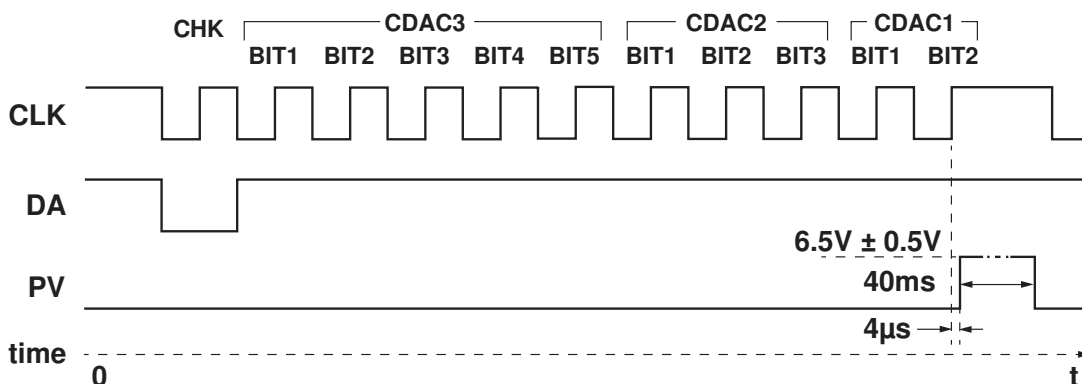 CHK CDAC3 CDAC2 CDAC1
BIT1 BIT2 BIT3 BIT4 BIT5 BIT1 BIT2 BIT3 BIT1 BIT2
CLK
DA
6.5V ± 0.5V
PV
40ms
4µs
time
0 t